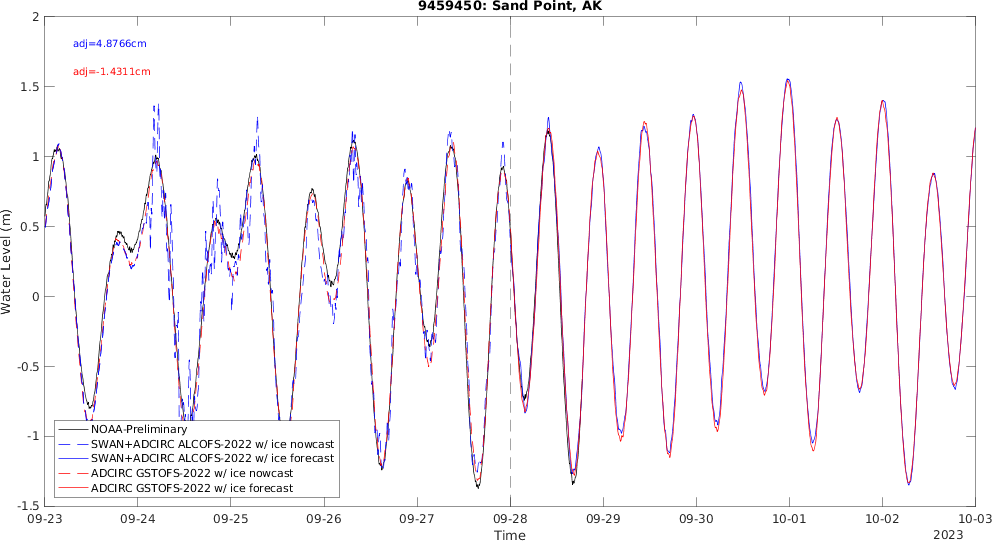 9459450: Sand Point, AK
adj=4.8766cm
adj=-1.4311cm
Water Level (m)
2
1.5
1
0.5
0
-0.5
-1
-1.5
NOAA-Preliminary
SWAN+ADCIRC ALCOFS-2022 w/ ice nowcast
SWAN+ADCIRC ALCOFS-2022 w/ ice forecast
ADCIRC GSTOFS-2022 w/ ice nowcast
ADCIRC GSTOFS-2022 w/ ice forecast
09-23 09-24 09-25 09-26 09-27 09-28 09-29 09-30 10-01 10-02 10-03
Time
2023